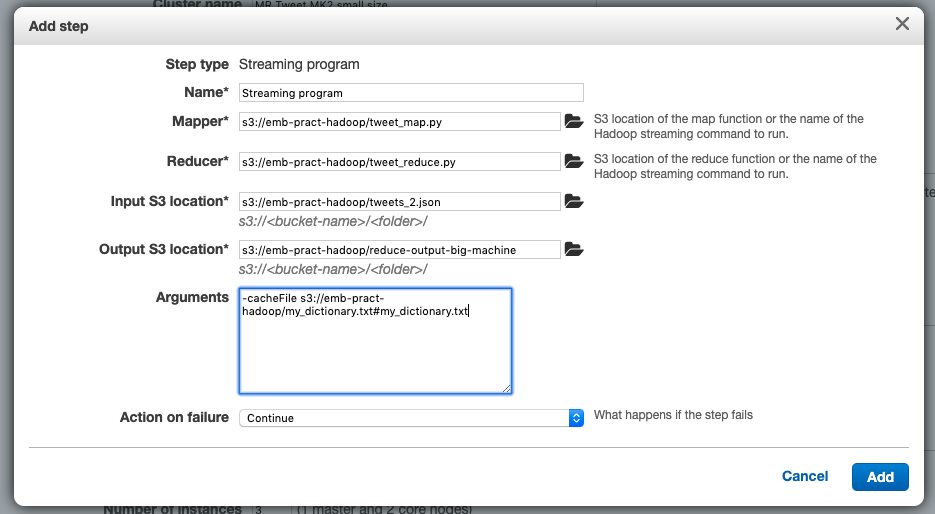 Cluster name MR Tweet MK2 small size
Add step
Step type Streaming program
Name* Streaming program
Mapper* s3://emb-pract-hadoop/tweet_map.py S3 location of the map function or the name of the
Hadoop streaming command to run.
Reducer* s3://emb-pract-hadoop/tweet_reduce.py S3 location of the reduce function or the name of the
Hadoop streaming command to run.
Input S3 location* s3://emb-pract-hadoop/tweets_2.json
s3://<bucket-name>/<folder>/
Output S3 location* s3://emb-pract-hadoop/reduce-output-big-machine
s3://<bucket-name>/<folder>/
Arguments -cacheFile s3://emb-pract-
hadoop/my_dictionary.txt#my_dictionary.txt
Action on failure Continue What happens if the step fails
Cancel Add
Number of instances 3 (1 master and 2 core nodes)